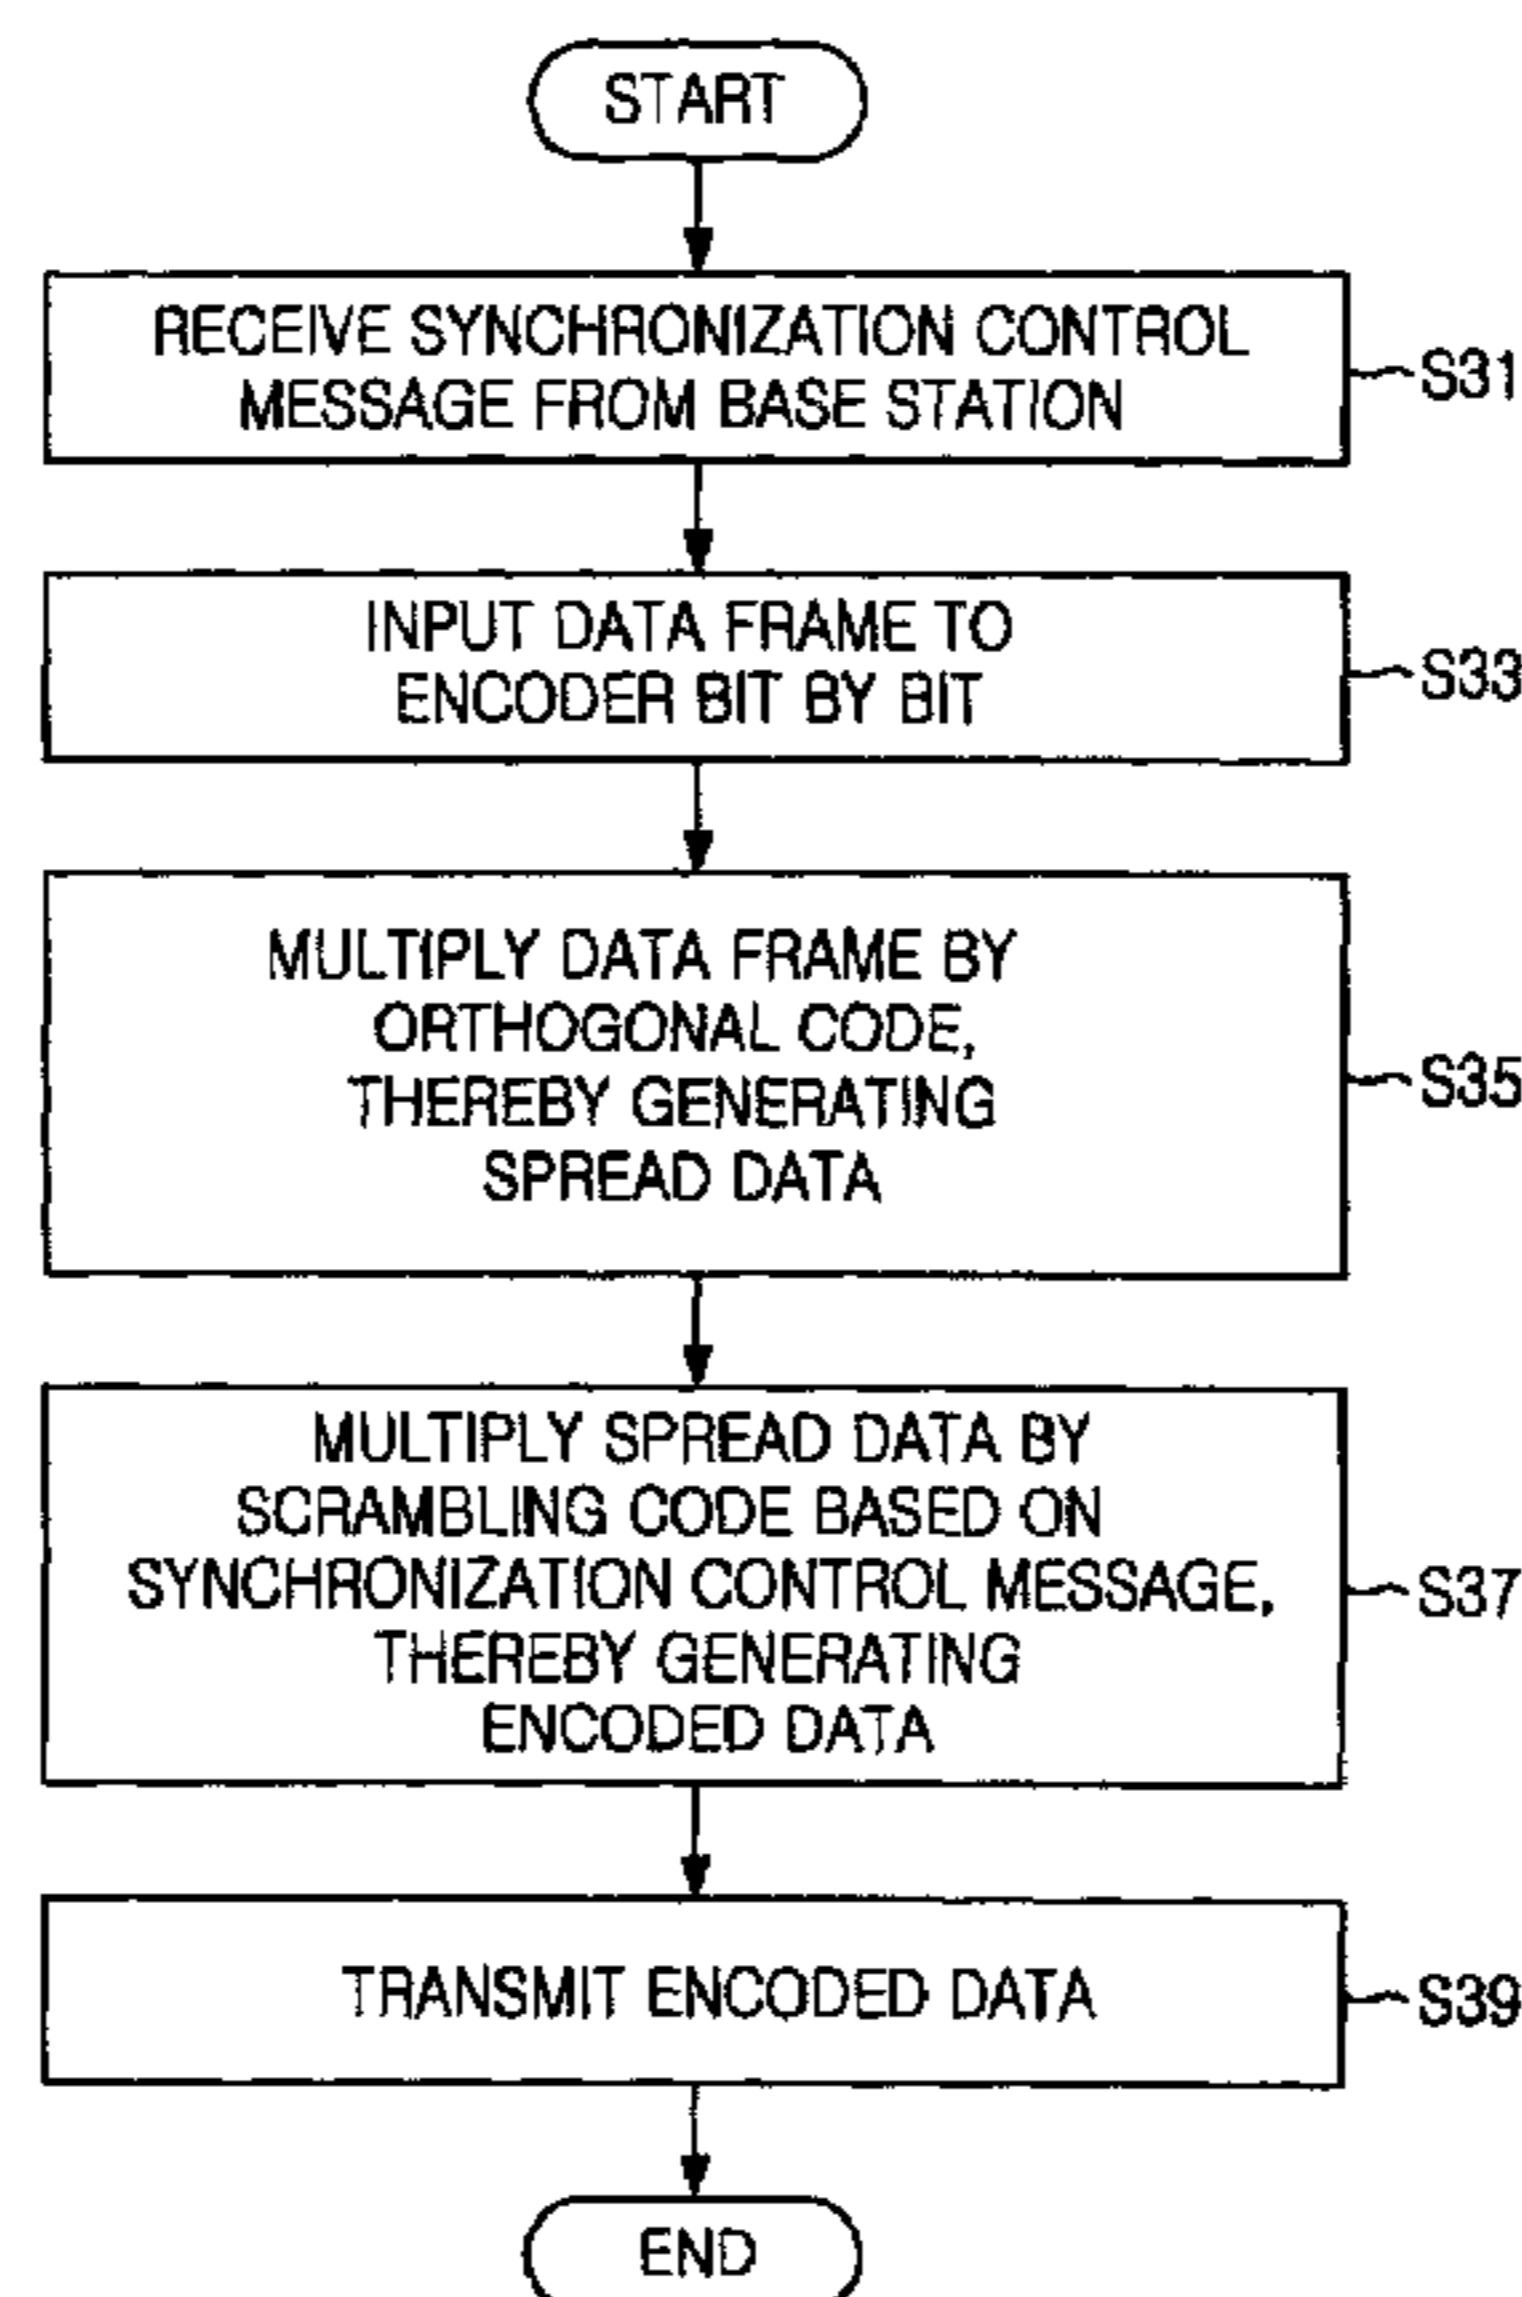 START
RECEIVE SYNCHRONIZATION CONTROL
MESSAGE FROM BASE STATION
S31
INPUT DATA FRAME TO
ENCODER BIT BY BIT
S33
MULTIPLY DATA FRAME BY
ORTHOGONAL CODE,
THEREBY GENERATING
SPREAD DATA
S35
MULTIPLY SPREAD DATA BY
SCRAMBLING CODE BASED ON
SYNCHRONIZATION CONTROL MESSAGE,
THEREBY GENERATING
ENCODED DATA
S37
TRANSMIT ENCODED DATA
S39
END